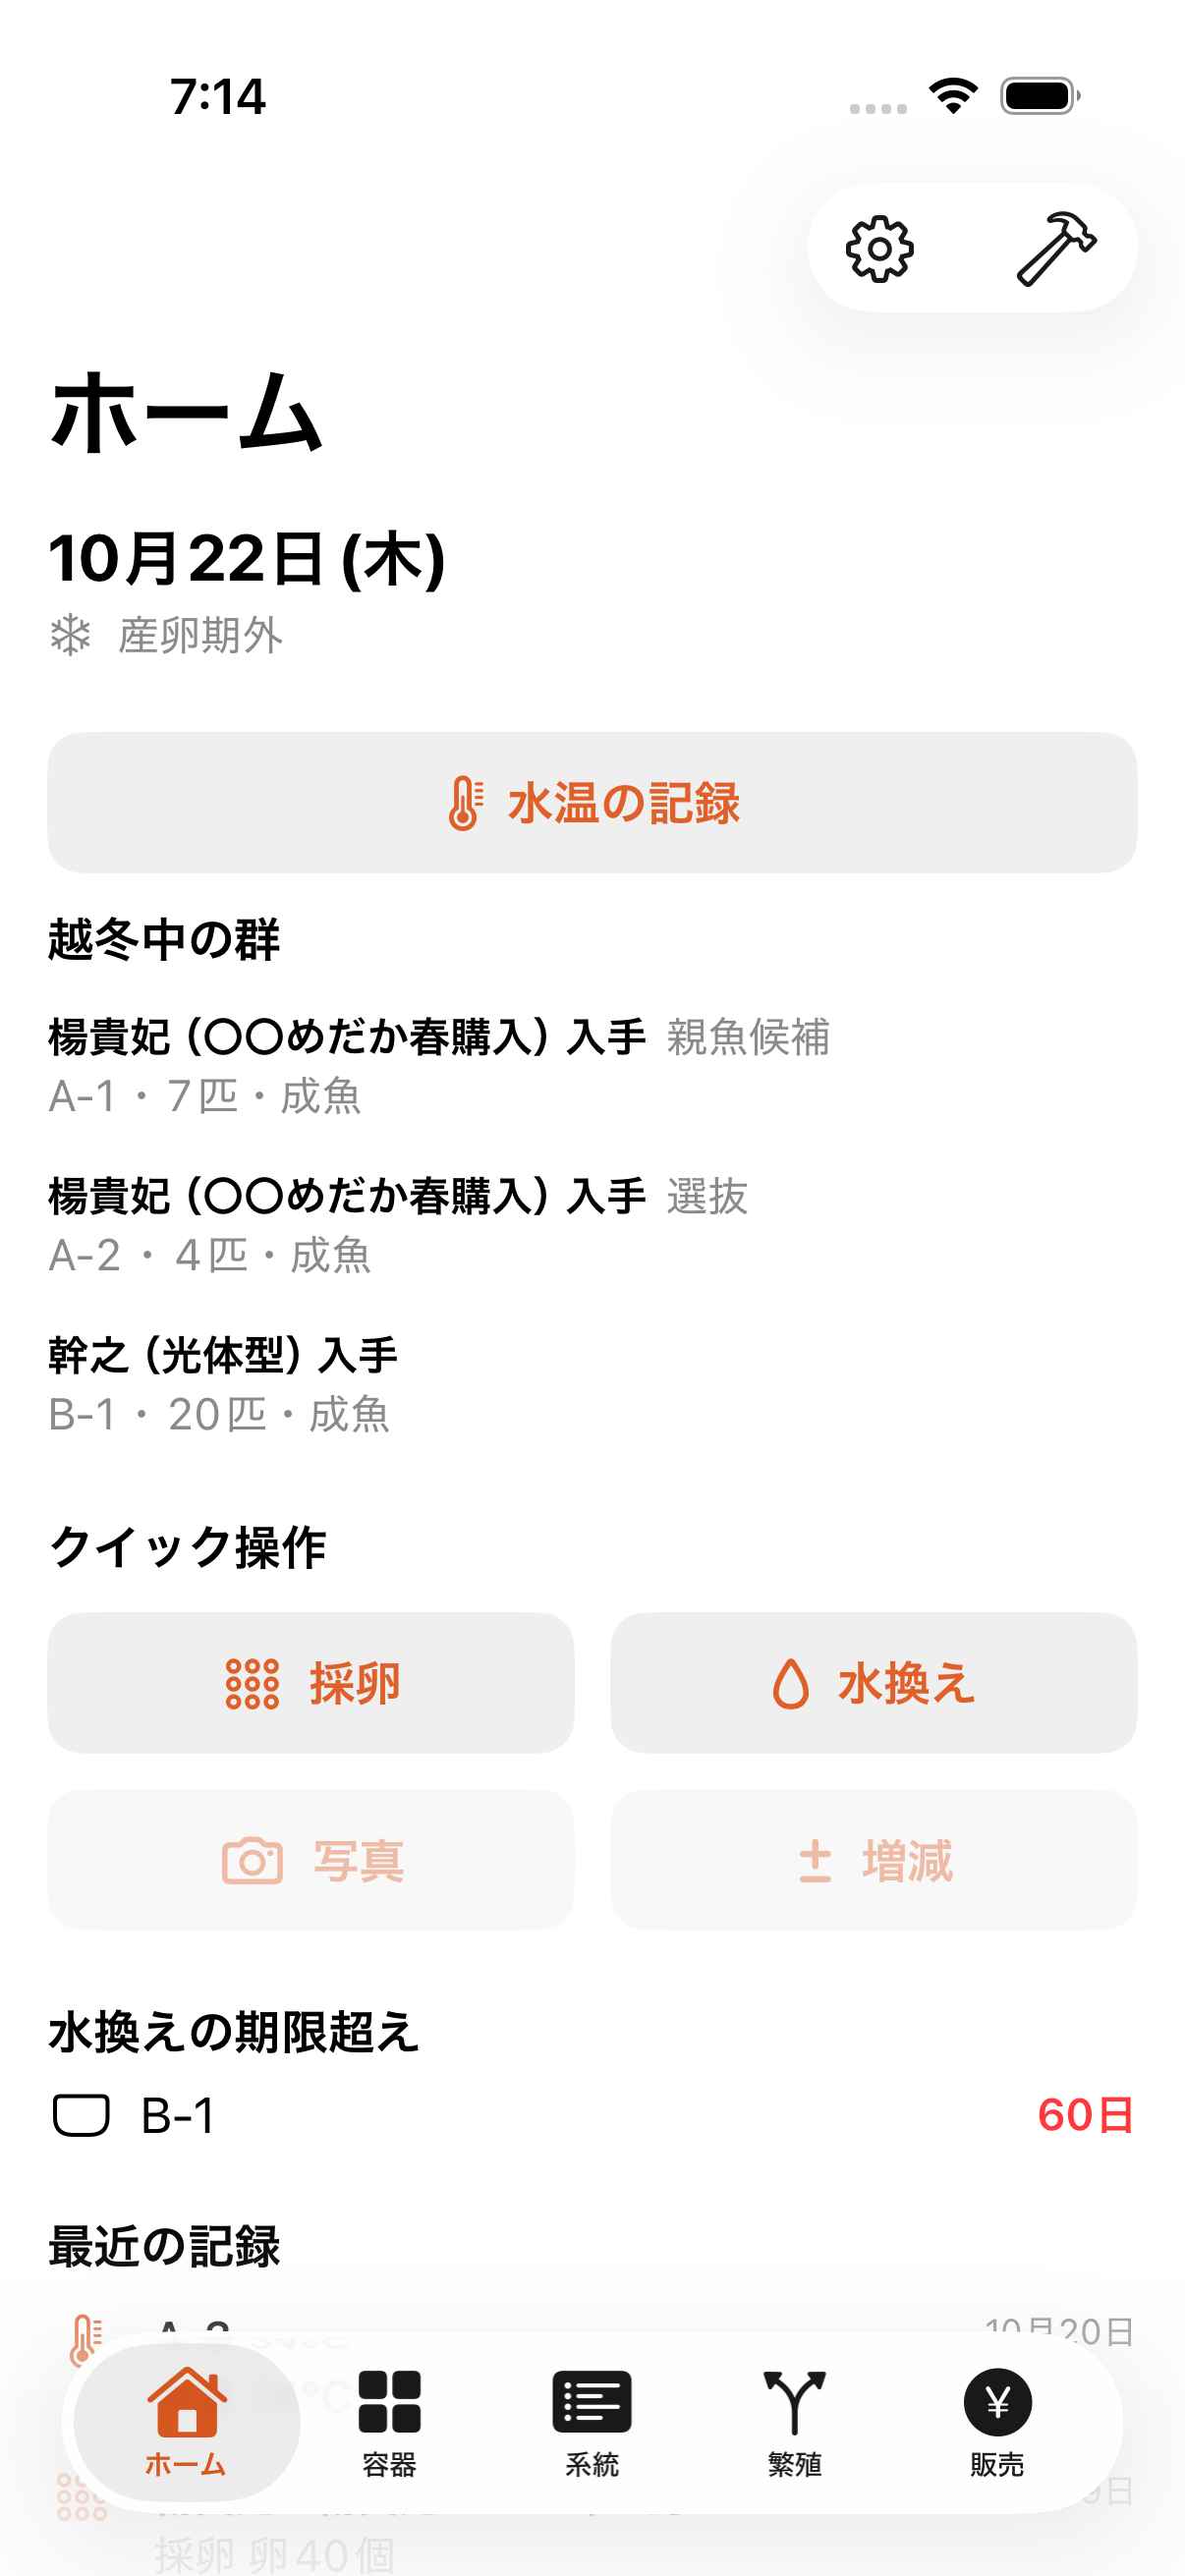 7:14
ホーム
10月22日 (木)
産卵期外
水温の記録
越冬中の群
楊貴妃（〇〇めだか春購入）入手 親魚候補
A-1・7匹・成魚
楊貴妃（〇〇めだか春購入）入手 選抜
A-2・4匹・成魚
幹之（光体型）入手
B-1・20匹・成魚
クイック操作
採卵 水換え
写真 増減
水換えの期限超え
B-1 60日
最近の記録
10月20日
ホーム 容器 系統 繁殖 販売
採卵 卵40個